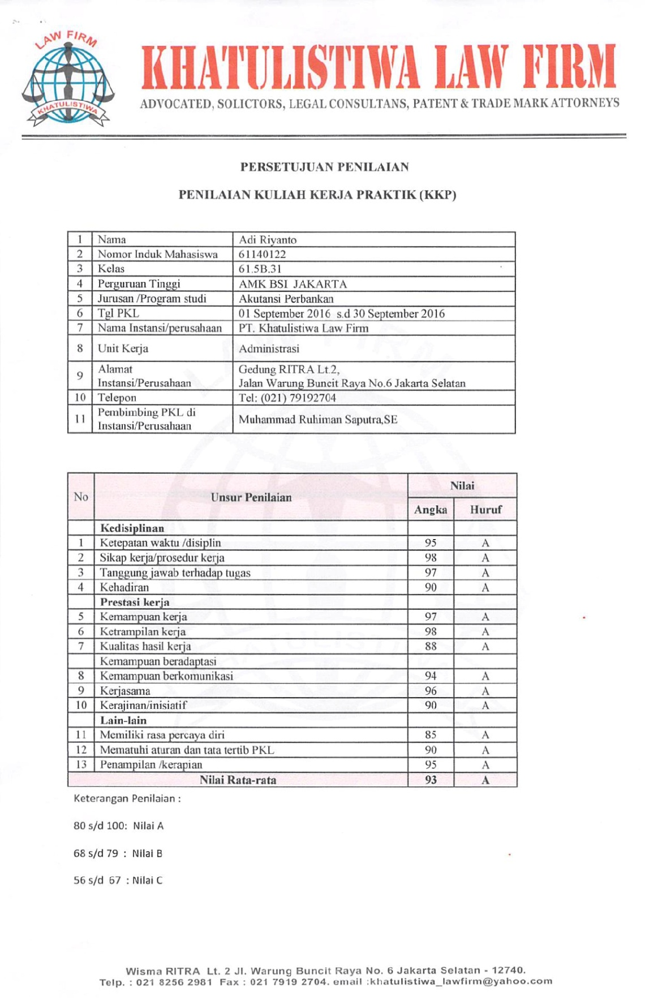 LAW FIRM
KHATULISTIWA
KHATULISTIWA LAW FIRM
ADVOCATED, SOLICTORS, LEGAL CONSULTANS, PATENT & TRADE MARK ATTORNEYS
PERSETUJUAN PENILAIAN
PENILAIAN KULIAH KERJA PRAKTIK (KKP)
1 Nama Adi Riyanto
2 Nomor Induk Mahasiswa 61140122
3 Kelas 61.5B.31
4 Perguruan Tinggi AMK BSI JAKARTA
5 Jurusan /Program studi Akutansi Perbankan
6 Tgl PKL 01 September 2016 s.d 30 September 2016
7 Nama Instansi/perusahaan PT. Khatulistiwa Law Firm
8 Unit Kerja Administrasi
9 Alamat Instansi/Perusahaan Gedung RITRA Lt.2,
Jalan Warung Buncit Raya No.6 Jakarta Selatan
10 Telepon Tel: (021) 79192704
11 Pembimbing PKL di Instansi/Perusahaan Muhammad Ruhiman Saputra,SE
No Unsur Penilaian Nilai
Angka Huruf
Kedisiplinan
1 Ketepatan waktu /disiplin 95 A
2 Sikap kerja/prosedur kerja 98 A
3 Tanggung jawab terhadap tugas 97 A
4 Kehadiran 90 A
Prestasi kerja
5 Kemampuan kerja 97 A
6 Ketrampilan kerja 98 A
7 Kualitas hasil kerja 88 A
Kemampuan beradaptasi
8 Kemampuan berkomunikasi 94 A
9 Kerjasama 96 A
10 Kerajinan/inisiatif 90 A
Lain-lain
11 Memiliki rasa percaya diri 85 A
12 Mematuhi aturan dan tata tertib PKL 90 A
13 Penampilan /kerapian 95 A
Nilai Rata-rata 93 A
Keterangan Penilaian :
80 s/d 100: Nilai A
68 s/d 79 : Nilai B
56 s/d 67 : Nilai C
Wisma RITRA Lt. 2 Jl. Warung Buncit Raya No. 6 Jakarta Selatan - 12740.
Telp. : 021 8256 2981 Fax : 021 7919 2704. email :khatulistiwa_lawfirm@yahoo.com